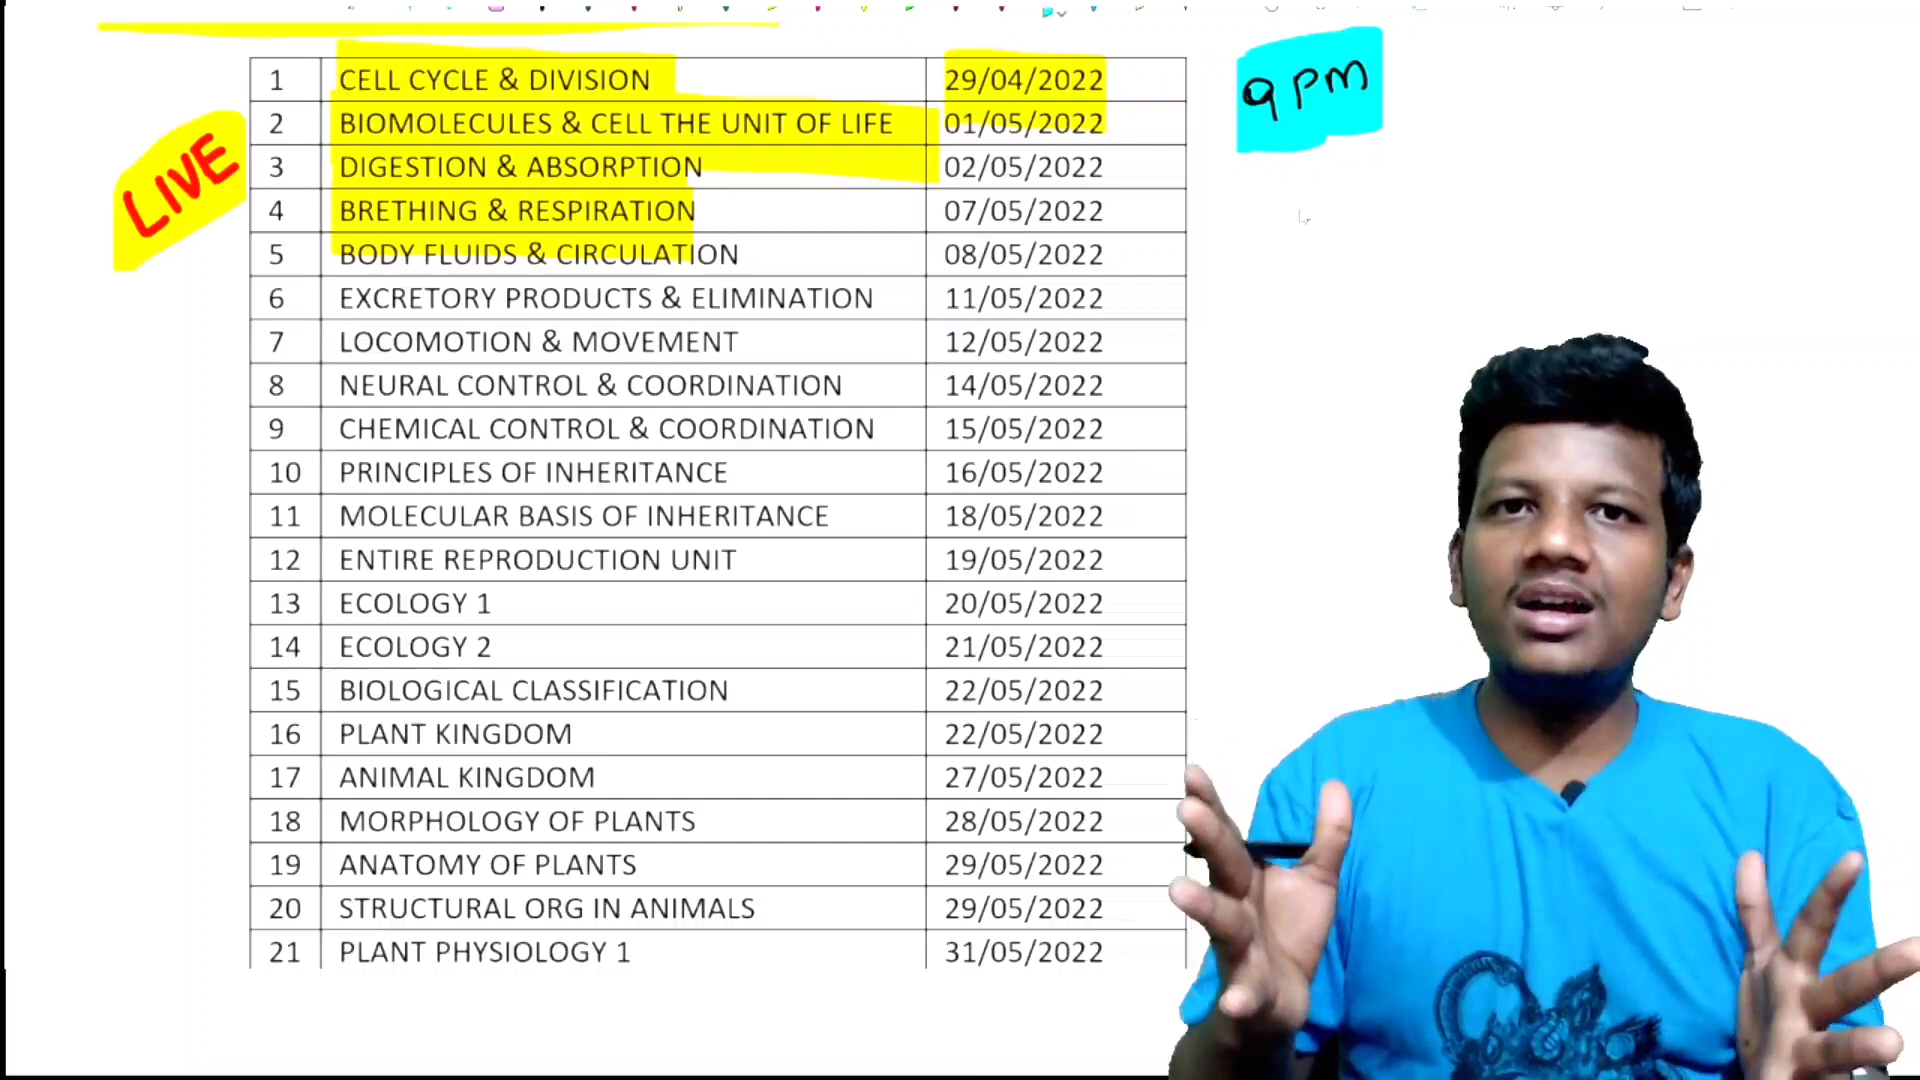 1 CELL CYCLE & DIVISION 29/04/2022
2 BIOMOLECULES & CELL THE UNIT OF LIFE 01/05/2022
3 DIGESTION & ABSORPTION 02/05/2022
4 BRETHING & RESPIRATION 07/05/2022
5 BODY FLUIDS & CIRCULATION 08/05/2022
6 EXCRETORY PRODUCTS & ELIMINATION 11/05/2022
7 LOCOMOTION & MOVEMENT 12/05/2022
8 NEURAL CONTROL & COORDINATION 14/05/2022
9 CHEMICAL CONTROL & COORDINATION 15/05/2022
10 PRINCIPLES OF INHERITANCE 16/05/2022
11 MOLECULAR BASIS OF INHERITANCE 18/05/2022
12 ENTIRE REPRODUCTION UNIT 19/05/2022
13 ECOLOGY 1 20/05/2022
14 ECOLOGY 2 21/05/2022
15 BIOLOGICAL CLASSIFICATION 22/05/2022
16 PLANT KINGDOM 22/05/2022
17 ANIMAL KINGDOM 27/05/2022
18 MORPHOLOGY OF PLANTS 28/05/2022
19 ANATOMY OF PLANTS 29/05/2022
20 STRUCTURAL ORG IN ANIMALS 29/05/2022
21 PLANT PHYSIOLOGY 1 31/05/2022
LIVE
9 PM